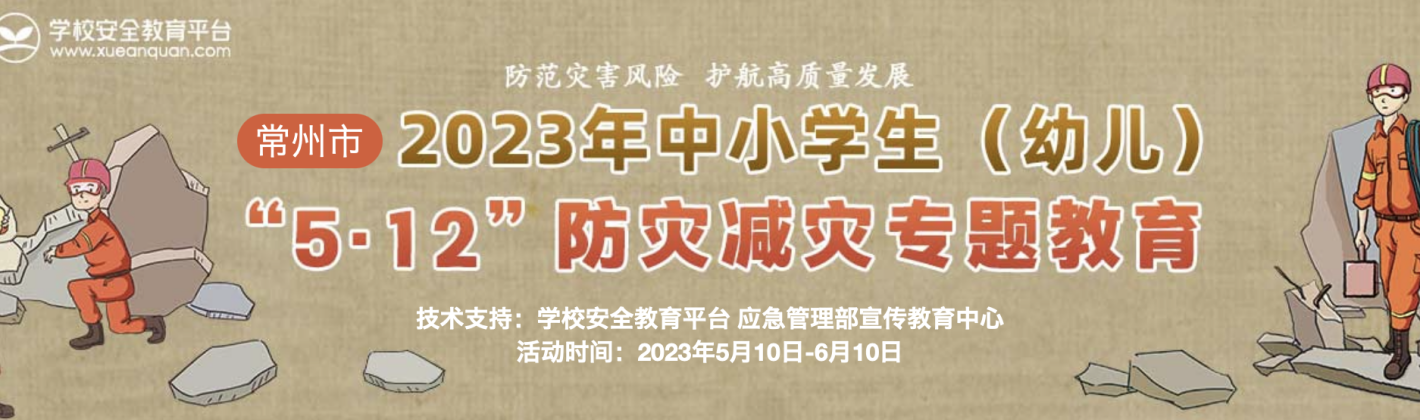 学校安全教育平台
www.xueanquan.com
防范灾害风险 护航高质量发展
常州市 2023年中小学生（幼儿）
“5·12”防灾减灾专题教育
技术支持：学校安全教育平台 应急管理部宣传教育中心
活动时间：2023年5月10日-6月10日